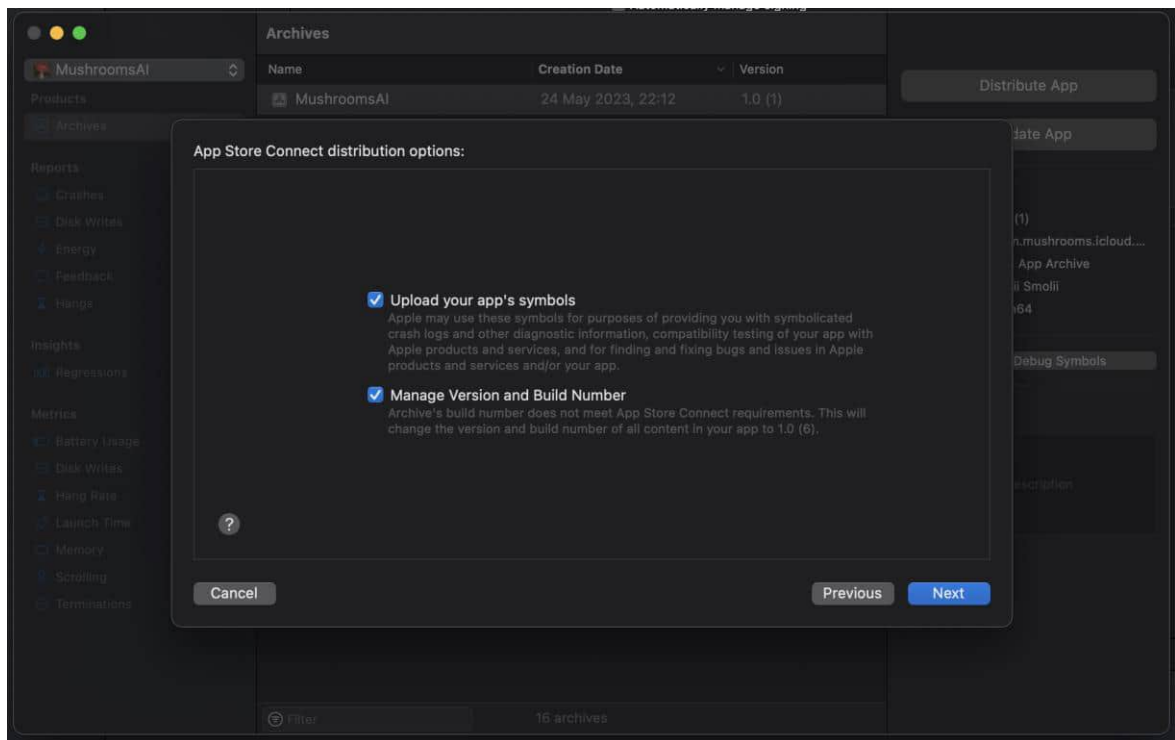 Automatically manage signing
Archives
MushroomsAI
Name
Creation Date
Version
MushroomsAI
24 May 2023, 22:12
1.0 (1)
Distribute App
Products
Archives
date App
Reports
Crashes
Disk Writes
Energy
Feedback
Hangs
Insights
Regressions
Metrics
Battery Usage
Disk Writes
Hang Rate
Launch Time
Memory
Scrolling
Terminations
App Store Connect distribution options:
Upload your app's symbols
Apple may use these symbols for purposes of providing you with symbolicated
crash logs and other diagnostic information, compatibility testing of your app with
Apple products and services, and for finding and fixing bugs and issues in Apple
products and services and/or your app.
Manage Version and Build Number
Archive's build number does not meet App Store Connect requirements. This will
change the version and build number of all content in your app to 1.0 (6).
?
Cancel
Previous
Next
(1)
n.mushrooms.icloud....
App Archive
ii Smolii
64
Debug Symbols
escription
Filter
16 archives